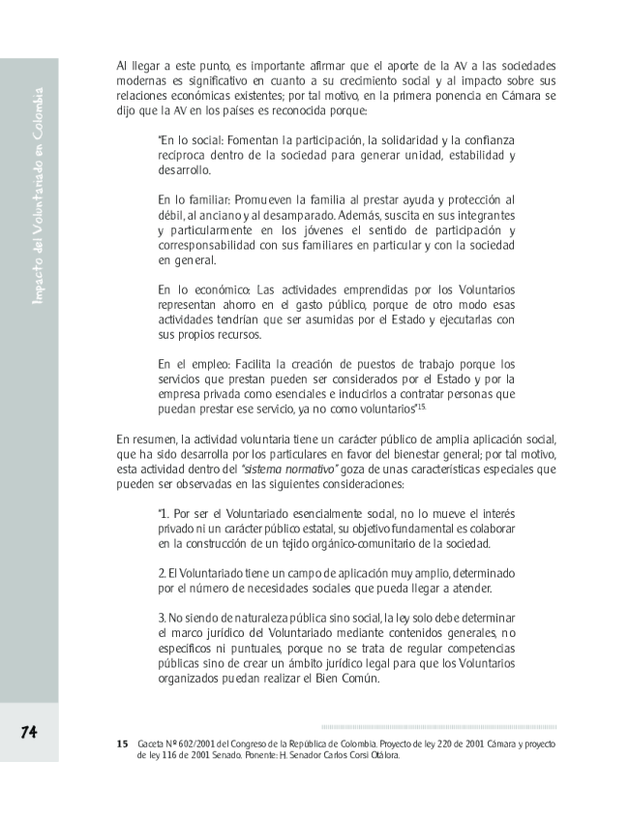 Impacto del Voluntariado en Colombia
Al llegar a este punto, es importante afirmar que el aporte de la AV a las sociedades
modernas es significativo en cuanto a su crecimiento social y al impacto sobre sus
relaciones económicas existentes; por tal motivo, en la primera ponencia en Cámara se
dijo que la AV en los países es reconocida porque:
"En lo social: Fomentan la participación, la solidaridad y la confianza
recíproca dentro de la sociedad para generar unidad, estabilidad y
desarrollo.
En lo familiar: Promueven la familia al prestar ayuda y protección al
débil, al anciano y al desamparado. Además, suscita en sus integrantes
y particularmente en los jóvenes el sentido de participación y
corresponsabilidad con sus familiares en particular y con la sociedad
en general.
En lo económico: Las actividades emprendidas por los Voluntarios
representan ahorro en el gasto público, porque de otro modo esas
actividades tendrían que ser asumidas por el Estado y ejecutarlas con
sus propios recursos.
En el empleo: Facilita la creación de puestos de trabajo porque los
servicios que prestan pueden ser considerados por el Estado y por la
empresa privada como esenciales e inducirlos a contratar personas que
puedan prestar ese servicio, ya no como voluntarios"15.
En resumen, la actividad voluntaria tiene un carácter público de amplia aplicación social,
que ha sido desarrolla por los particulares en favor del bienestar general; por tal motivo,
esta actividad dentro del "sistema normativo" goza de unas características especiales que
pueden ser observadas en las siguientes consideraciones:
"1. Por ser el Voluntariado esencialmente social, no lo mueve el interés
privado ni un carácter público estatal, su objetivo fundamental es colaborar
en la construcción de un tejido orgánico-comunitario de la sociedad.
2. El Voluntariado tiene un campo de aplicación muy amplio, determinado
por el número de necesidades sociales que pueda llegar a atender.
3. No siendo de naturaleza pública sino social, la ley solo debe determinar
el marco jurídico del Voluntariado mediante contenidos generales, no
específicos ni puntuales, porque no se trata de regular competencias
públicas sino de crear un ámbito jurídico legal para que los Voluntarios
organizados puedan realizar el Bien Común.
74
15 Gaceta Nº 602/2001 del Congreso de la República de Colombia. Proyecto de ley 220 de 2001 Cámara y proyecto
de ley 116 de 2001 Senado. Ponente: H. Senador Carlos Corsi Otálora.